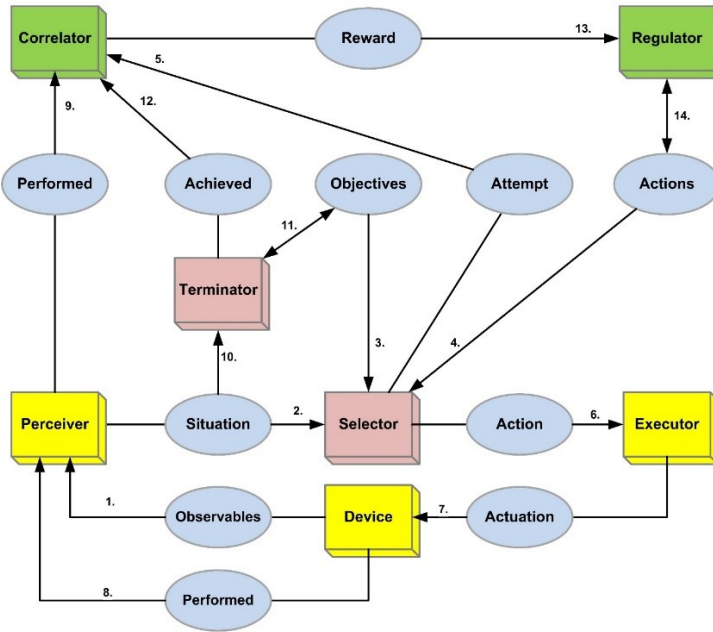 Correlator
Reward
13.
Regulator
5.
9.
12.
14.
Performed
Achieved
Objectives
Attempt
Actions
11.
Terminator
10.
3.
4.
Perceiver
Situation
2.
Selector
Action
6.
Executor
1.
Observables
Device
7.
Actuation
8.
Performed